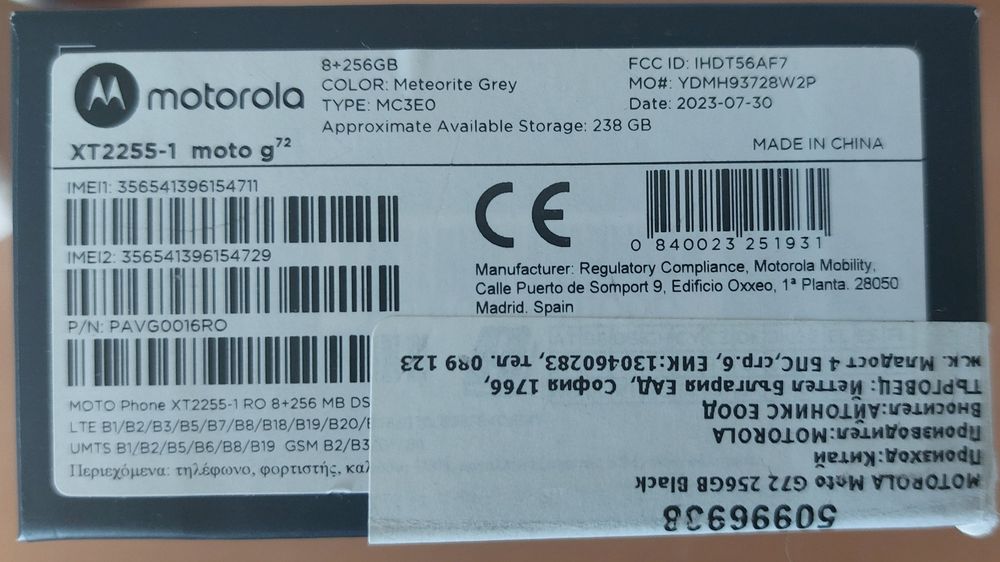 motorola
8+256GB
COLOR: Meteorite Grey
TYPE: MC3E0
Approximate Available Storage: 238 GB
FCC ID: IHDT56AF7
MO#: YDMH93728W2P
Date: 2023-07-30
MADE IN CHINA
XT2255-1 moto g72
IMEI1: 356541396154711
IMEI2: 356541396154729
P/N: PAVG0016RO
MOTO Phone XT2255-1 RO 8+256 MB DS
LTE B1/B2/B3/B5/B7/B8/B18/B19/B20/
UMTS B1/B2/B5/B6/B8/B19 GSM B2/B3
Περιεχόμενα: τηλέφωνο, φορτιστής,
CE
0 840023 251931
Manufacturer: Regulatory Compliance, Motorola Mobility,
Calle Puerto de Somport 9, Edificio Oxxeo, 1ª Planta. 28050
Madrid. Spain
50996938
MOTOROLA Moto G72 256GB Black
Произход:Китай
Производител:MOTOROLA
Вносител:АЙТОНИКС ЕООД
ТЪРГОВЕЦ: Йеттел България ЕАД, София 1766,
ж.к. Младост 4 БПС,сгр.6, ЕИК:130460283, тел. 089 123